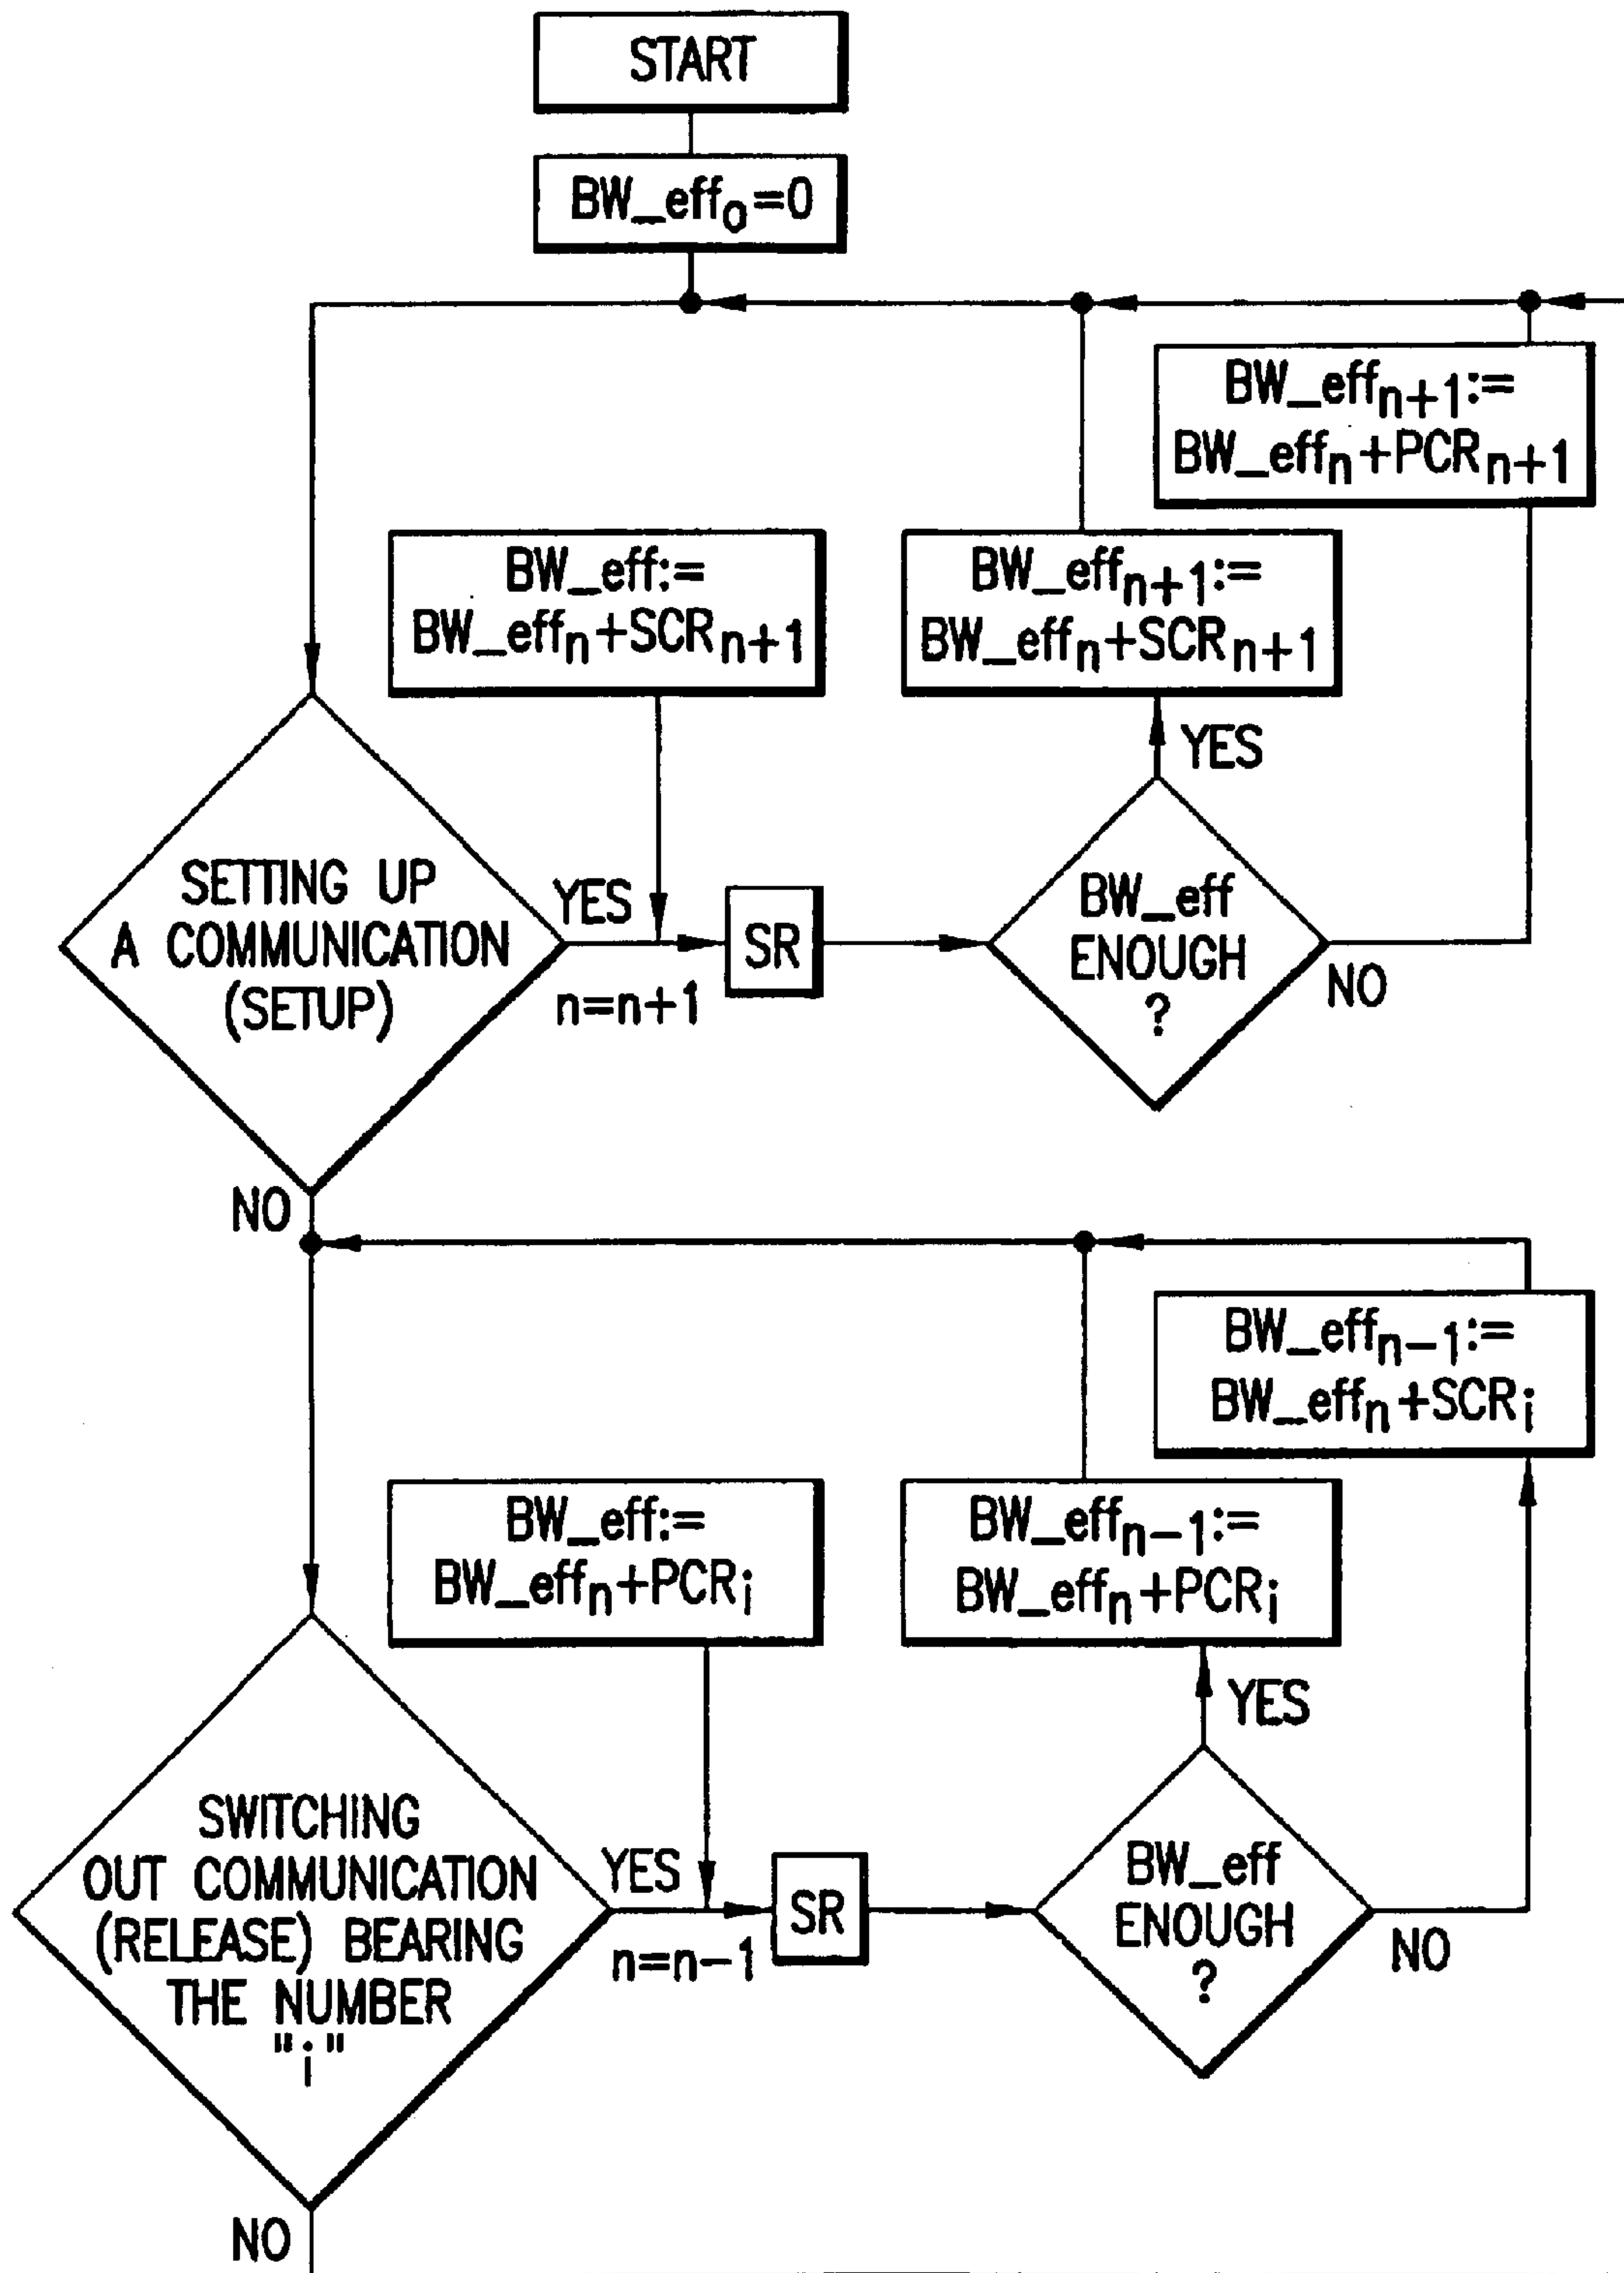 START
BW_eff₀=0
BW_effₙ₊₁:=
BW_effₙ+PCRₙ₊₁
BW_eff:=
BW_effₙ+SCRₙ₊₁
BW_effₙ₊₁:=
BW_effₙ+SCRₙ₊₁
YES
SETTING UP
A COMMUNICATION
(SETUP)
YES
n=n+1
SR
BW_eff
ENOUGH
?
NO
NO
BW_effₙ₋₁:=
BW_effₙ+SCRᵢ
BW_eff:=
BW_effₙ+PCRᵢ
BW_effₙ₋₁:=
BW_effₙ+PCRᵢ
YES
SWITCHING
OUT COMMUNICATION
(RELEASE) BEARING
THE NUMBER
"i"
YES
n=n-1
SR
BW_eff
ENOUGH
?
NO
NO